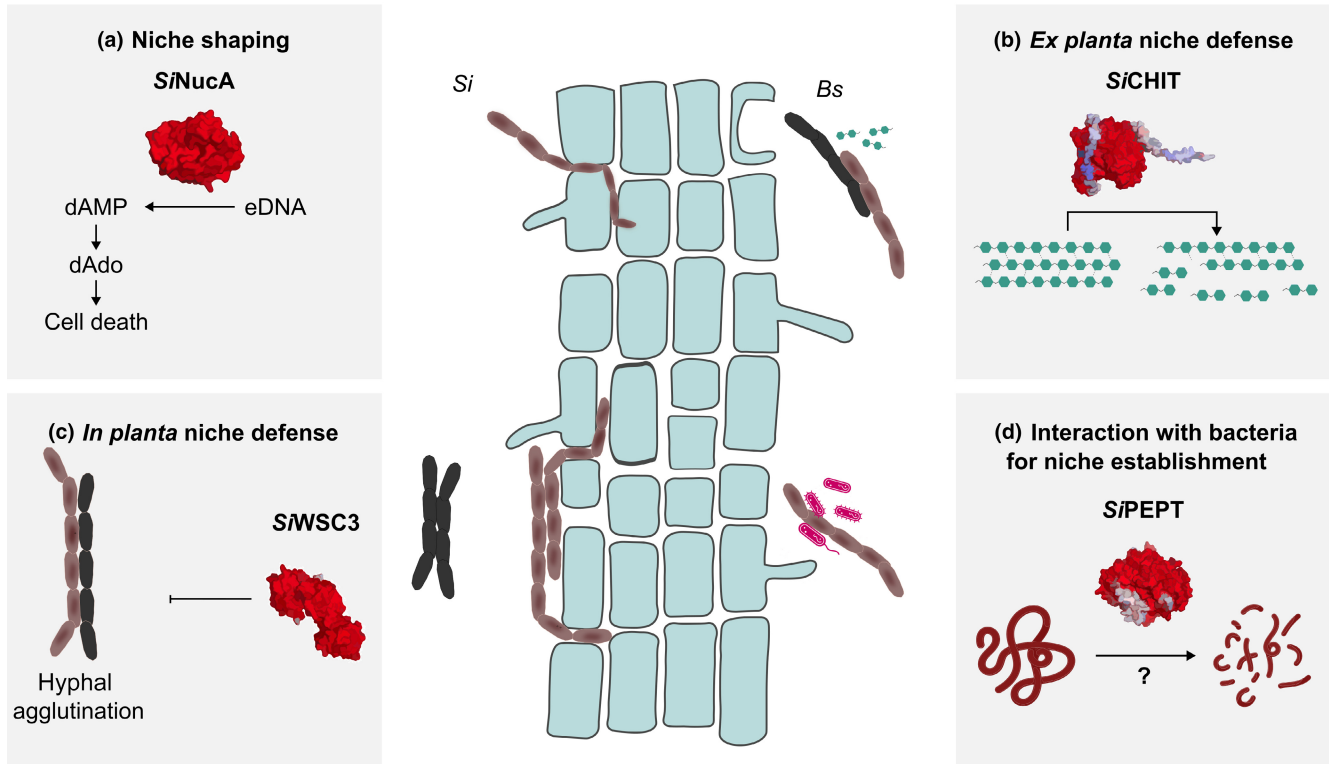 (a) Niche shaping
SiNucA
dAMP
eDNA
dAdo
Cell death
Si
Bs
(b) Ex planta niche defense
SiCHIT
(c) In planta niche defense
SiWSC3
Hyphal
agglutination
(d) Interaction with bacteria
for niche establishment
SiPEPT
?